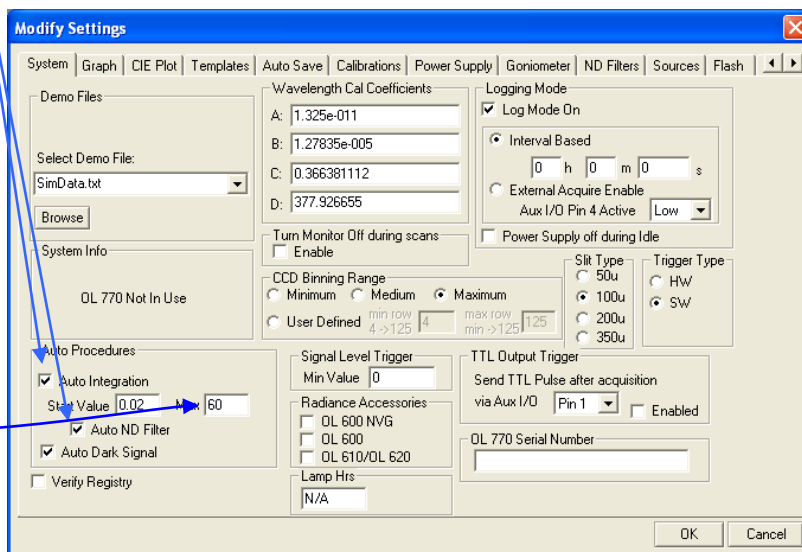 Modify Settings
System Graph CIE Plot Templates Auto Save Calibrations Power Supply Goniometer ND Filters Sources Flash
Demo Files
Select Demo File:
SimData.txt
Browse
System Info
OL 770 Not In Use
Auto Procedures
Auto Integration
Start Value 0.02 Max 60
Auto ND Filter
Auto Dark Signal
Verify Registry
Wavelength Cal Coefficients
A: 1.325e-011
B: 1.27835e-005
C: 0.366381112
D: 377.926655
Turn Monitor Off during scans
Enable
CCD Binning Range
Minimum Medium Maximum
User Defined min row 4 ->125 4 max row min ->125 125
Signal Level Trigger
Min Value 0
Radiance Accessories
OL 600 NVG
OL 600
OL 610/OL 620
Lamp Hrs
N/A
Logging Mode
Log Mode On
Interval Based
0 h 0 m 0 s
External Acquire Enable
Aux I/O Pin 4 Active Low
Power Supply off during Idle
Slit Type
50u
100u
200u
350u
Trigger Type
HW
SW
TTL Output Trigger
Send TTL Pulse after acquisition
via Aux I/O Pin 1 Enabled
OL 770 Serial Number
OK Cancel